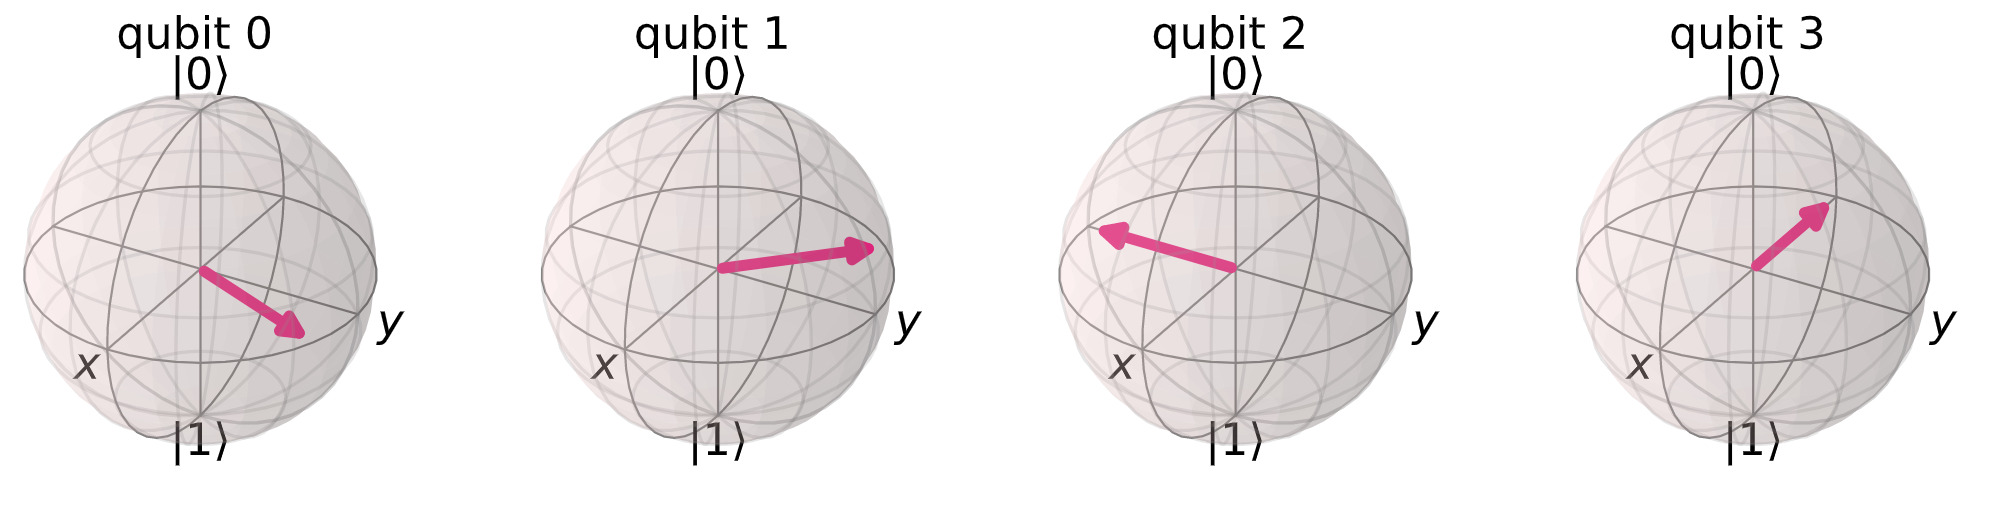 qubit 0 qubit 1 qubit 2 qubit 3
|0⟩ |0⟩ |0⟩ |0⟩
y y y y
x x x x
|1⟩ |1⟩ |1⟩ |1⟩